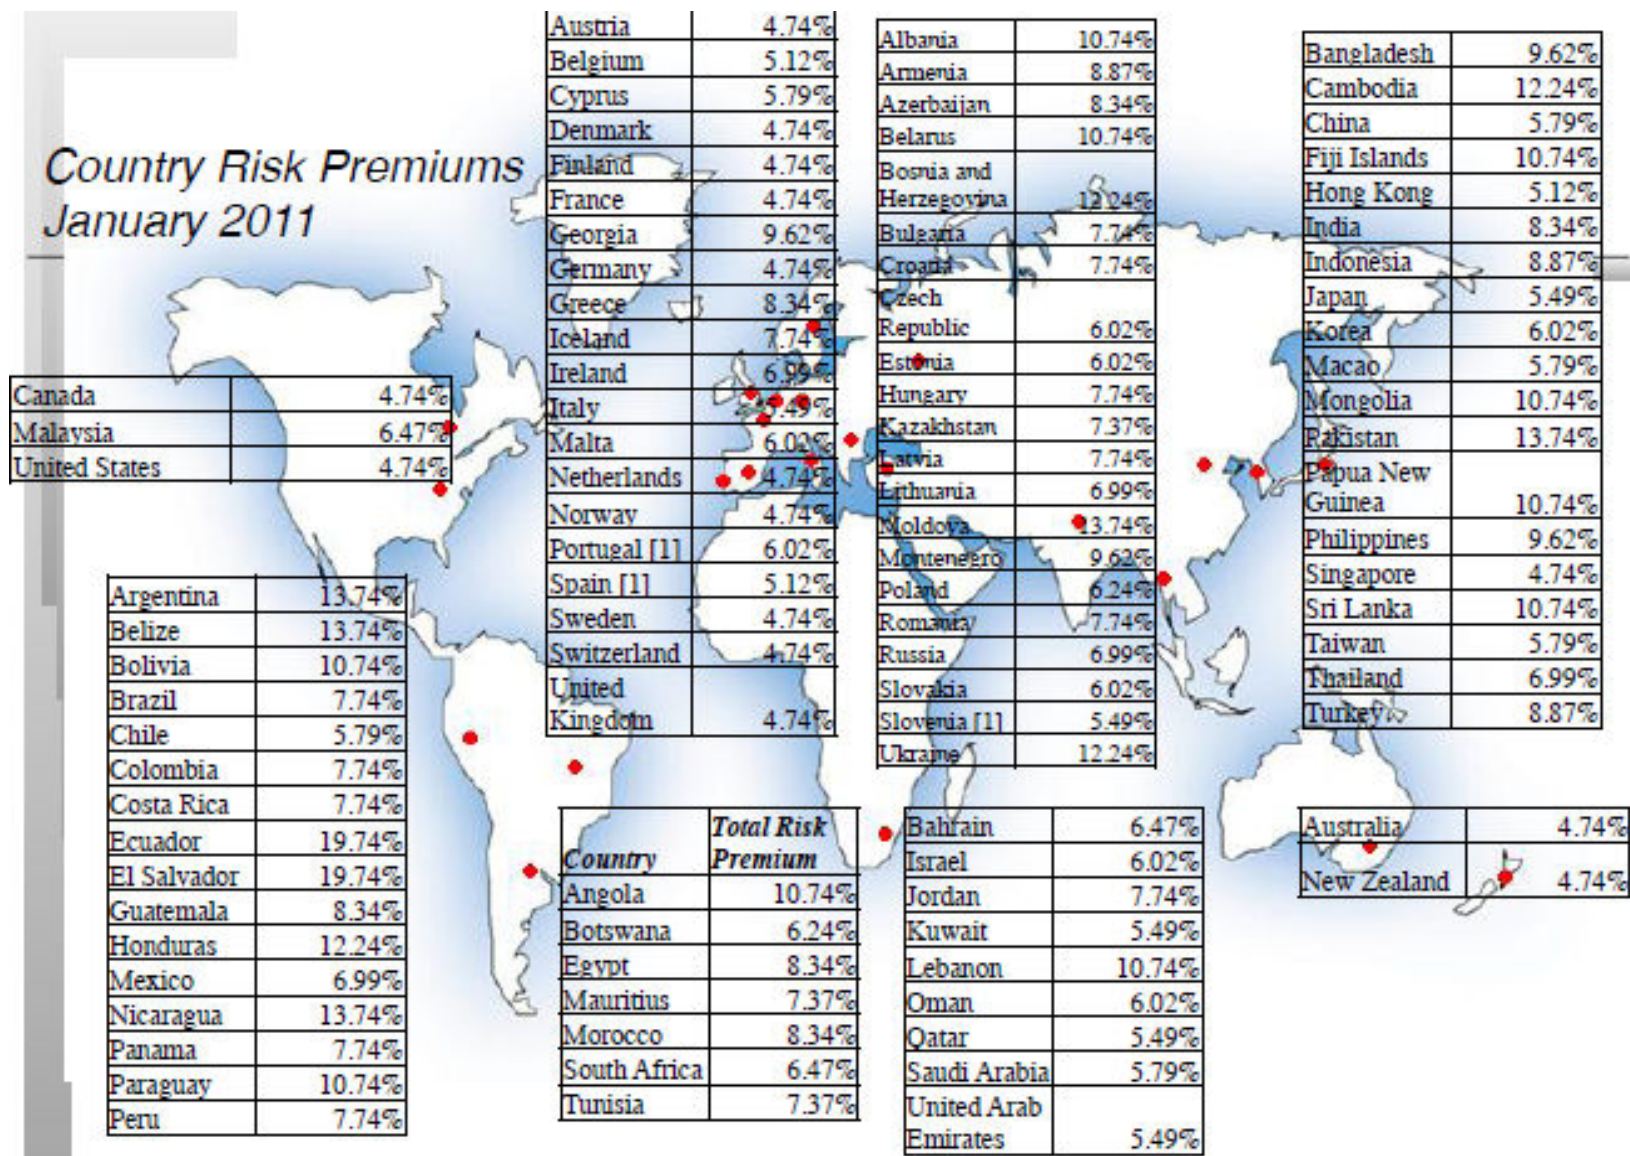 Country Risk Premiums
January 2011
Canada 4.74%
Malaysia 6.47%
United States 4.74%
Argentina 13.74%
Belize 13.74%
Bolivia 10.74%
Brazil 7.74%
Chile 5.79%
Colombia 7.74%
Costa Rica 7.74%
Ecuador 19.74%
El Salvador 19.74%
Guatemala 8.34%
Honduras 12.24%
Mexico 6.99%
Nicaragua 13.74%
Panama 7.74%
Paraguay 10.74%
Peru 7.74%
Austria 4.74%
Belgium 5.12%
Cyprus 5.79%
Denmark 4.74%
Finland 4.74%
France 4.74%
Georgia 9.62%
Germany 4.74%
Greece 8.34%
Iceland 7.74%
Ireland 6.99%
Italy 5.49%
Malta 6.02%
Netherlands 4.74%
Norway 4.74%
Portugal [1] 6.02%
Spain [1] 5.12%
Sweden 4.74%
Switzerland 4.74%
United
Kingdom 4.74%
Country Total Risk
Premium
Angola 10.74%
Botswana 6.24%
Egypt 8.34%
Mauritius 7.37%
Morocco 8.34%
South Africa 6.47%
Tunisia 7.37%
Albania 10.74%
Armenia 8.87%
Azerbaijan 8.34%
Belarus 10.74%
Bosnia and
Herzegovina 12.24%
Bulgaria 7.74%
Croatia 7.74%
Czech
Republic 6.02%
Estonia 6.02%
Hungary 7.74%
Kazakhstan 7.37%
Latvia 7.74%
Lithuania 6.99%
Moldova 13.74%
Montenegro 9.62%
Poland 6.24%
Romania 7.74%
Russia 6.99%
Slovakia 6.02%
Slovenia [1] 5.49%
Ukraine 12.24%
Bahrain 6.47%
Israel 6.02%
Jordan 7.74%
Kuwait 5.49%
Lebanon 10.74%
Oman 6.02%
Qatar 5.49%
Saudi Arabia 5.79%
United Arab
Emirates 5.49%
Bangladesh 9.62%
Cambodia 12.24%
China 5.79%
Fiji Islands 10.74%
Hong Kong 5.12%
India 8.34%
Indonesia 8.87%
Japan 5.49%
Korea 6.02%
Macao 5.79%
Mongolia 10.74%
Pakistan 13.74%
Papua New
Guinea 10.74%
Philippines 9.62%
Singapore 4.74%
Sri Lanka 10.74%
Taiwan 5.79%
Thailand 6.99%
Turkey 8.87%
Australia 4.74%
New Zealand 4.74%